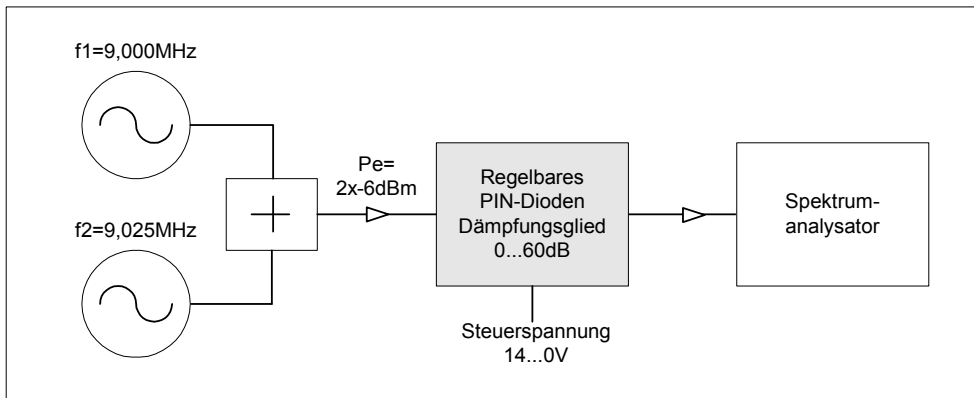 f1=9,000MHz
f2=9,025MHz
Pe=
2x-6dBm
Regelbares
PIN-Dioden
Dämpfungsglied
0...60dB
Steuerspannung
14...0V
Spektrum-
analysator